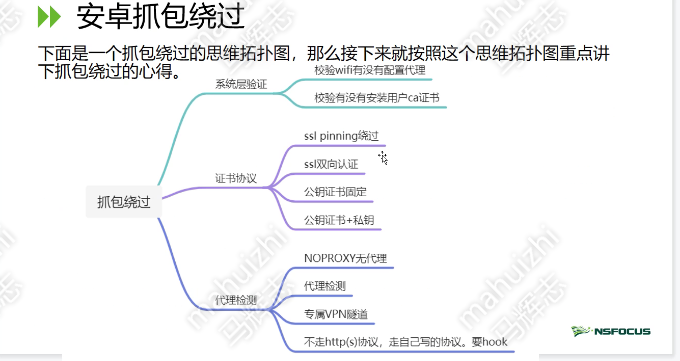 安卓抓包绕过
下面是一个抓包绕过的思维拓扑图，那么接下来就按照这个思维拓扑图重点讲
下抓包绕过的心得。
抓包绕过
系统层验证
校验wifi有没有配置代理
校验有没有安装用户ca证书
证书协议
ssl pinning绕过
ssl双向认证
公钥证书固定
公钥证书+私钥
代理检测
NOPROXY无代理
代理检测
专属VPN隧道
不走http(s)协议，走自己写的协议。要hook
NSFOCUS
mahuizhi
马辉志